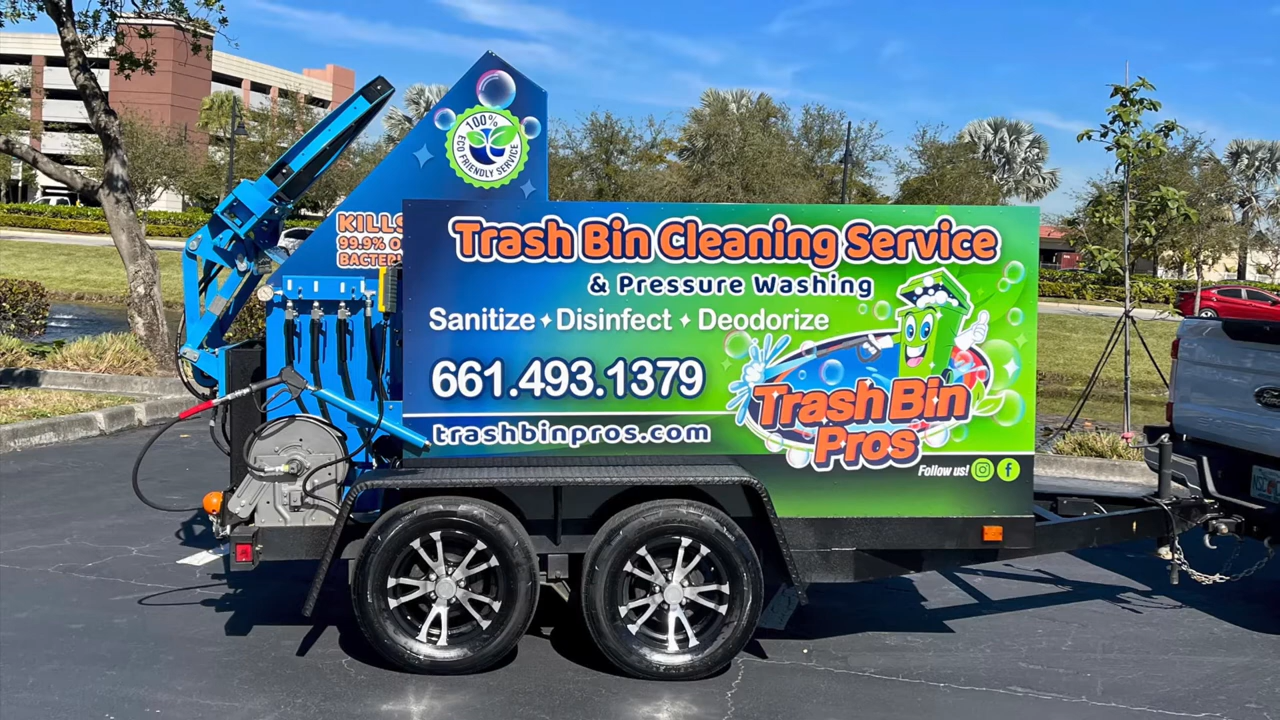 100%
ECO FRIENDLY SERVICE
KILLS
99.9% O
BACTER
Trash Bin Cleaning Service
& Pressure Washing
Sanitize ✦ Disinfect ✦ Deodorize
661.493.1379
trashbinpros.com
Trash Bin
Pros
Follow us!
Ford